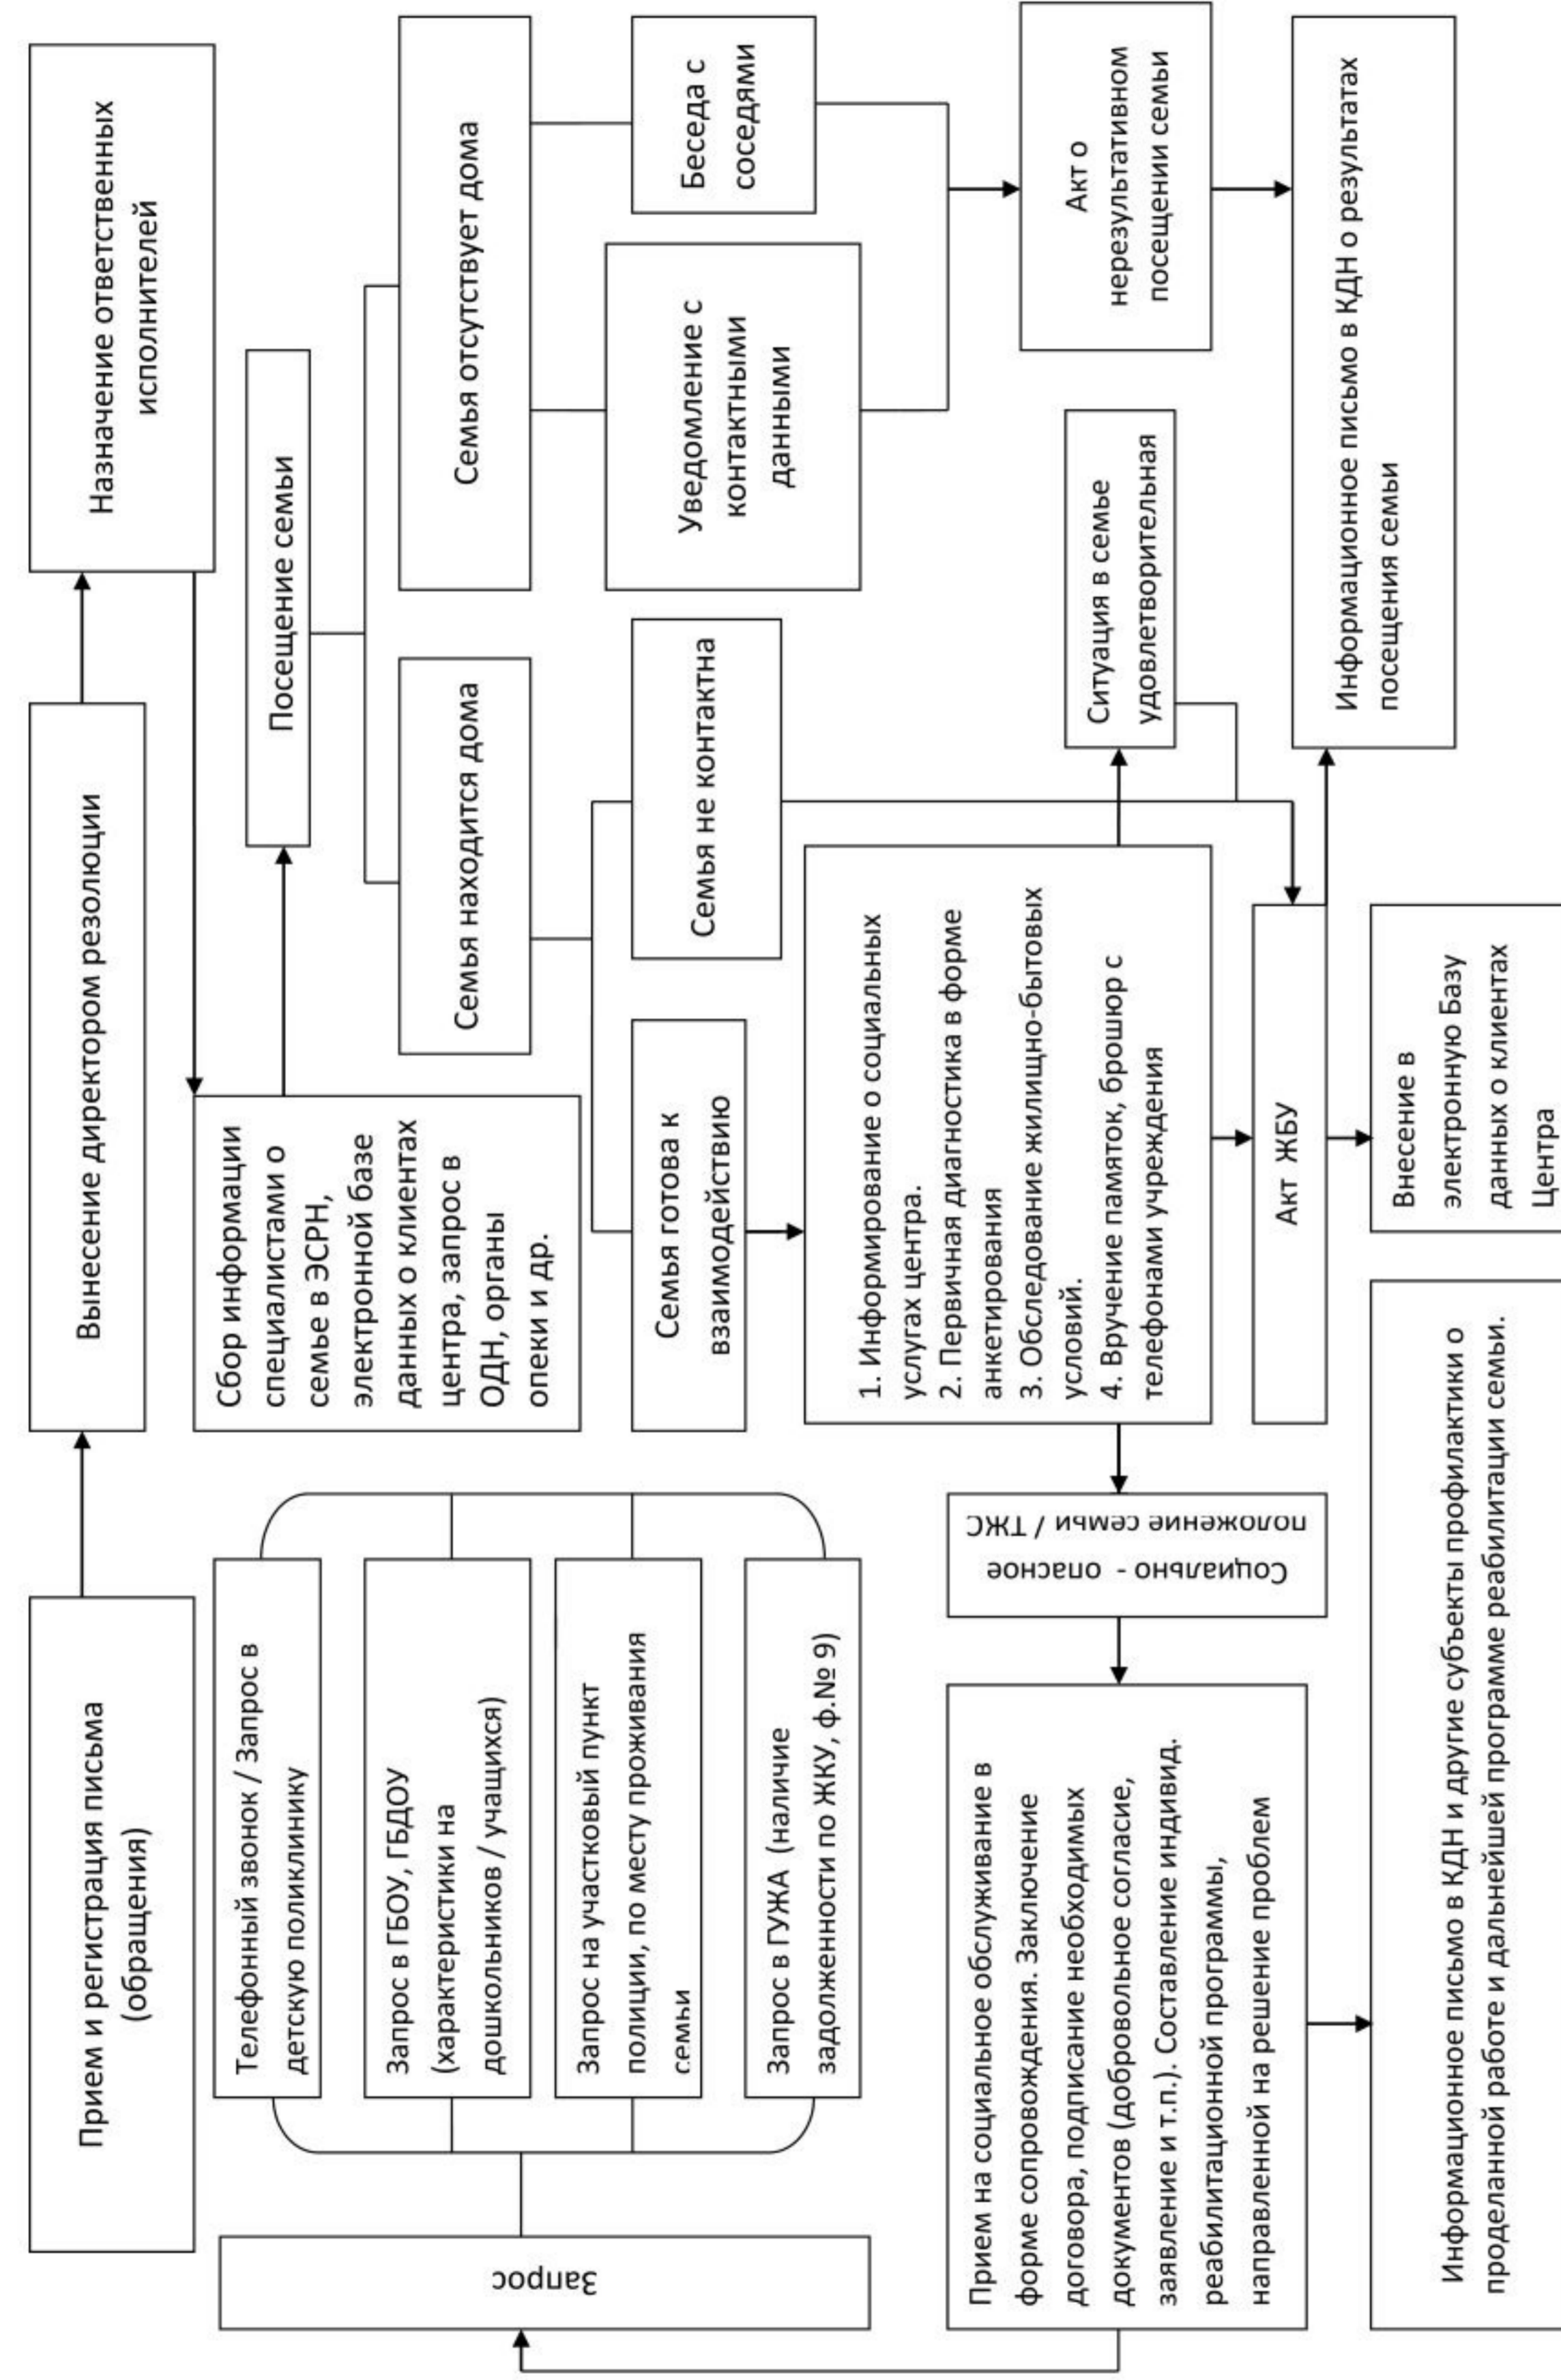 Прием и регистрация письма
(обращения)
Вынесение директором резолюции
Назначение ответственных
исполнителей
Сбор информации
специалистами о
семье в ЭСРН,
электронной базе
данных о клиентах
центра, запрос в
ОДН, органы
опеки и др.
Посещение семьи
Семья находится дома
Семья отсутствует дома
Семья готова к
взаимодействию
Семья не контактна
Уведомление с
контактными
данными
Беседа с
соседями
Запрос
Телефонный звонок / Запрос в
детскую поликлинику
Запрос в ГБОУ, ГБДОУ
(характеристики на
дошкольников / учащихся)
Запрос на участковый пункт
полиции, по месту проживания
семьи
Запрос в ГУЖА (наличие
задолженности по ЖКУ, ф.№ 9)
1. Информирование о социальных
услугах центра.
2. Первичная диагностика в форме
анкетирования
3. Обследование жилищно-бытовых
условий.
4. Вручение памяток, брошюр с
телефонами учреждения
Ситуация в семье
удовлетворительная
Акт о
нерезультативном
посещении семьи
Социально - опасное
положение семьи / ТЖС
Прием на социальное обслуживание в
форме сопровождения. Заключение
договора, подписание необходимых
документов (добровольное согласие,
заявление и т.п.). Составление индивид.
реабилитационной программы,
направленной на решение проблем
Акт ЖБУ
Информационное письмо в КДН о результатах
посещения семьи
Внесение в
электронную Базу
данных о клиентах
Центра
Информационное письмо в КДН и другие субъекты профилактики о
проделанной работе и дальнейшей программе реабилитации семьи.